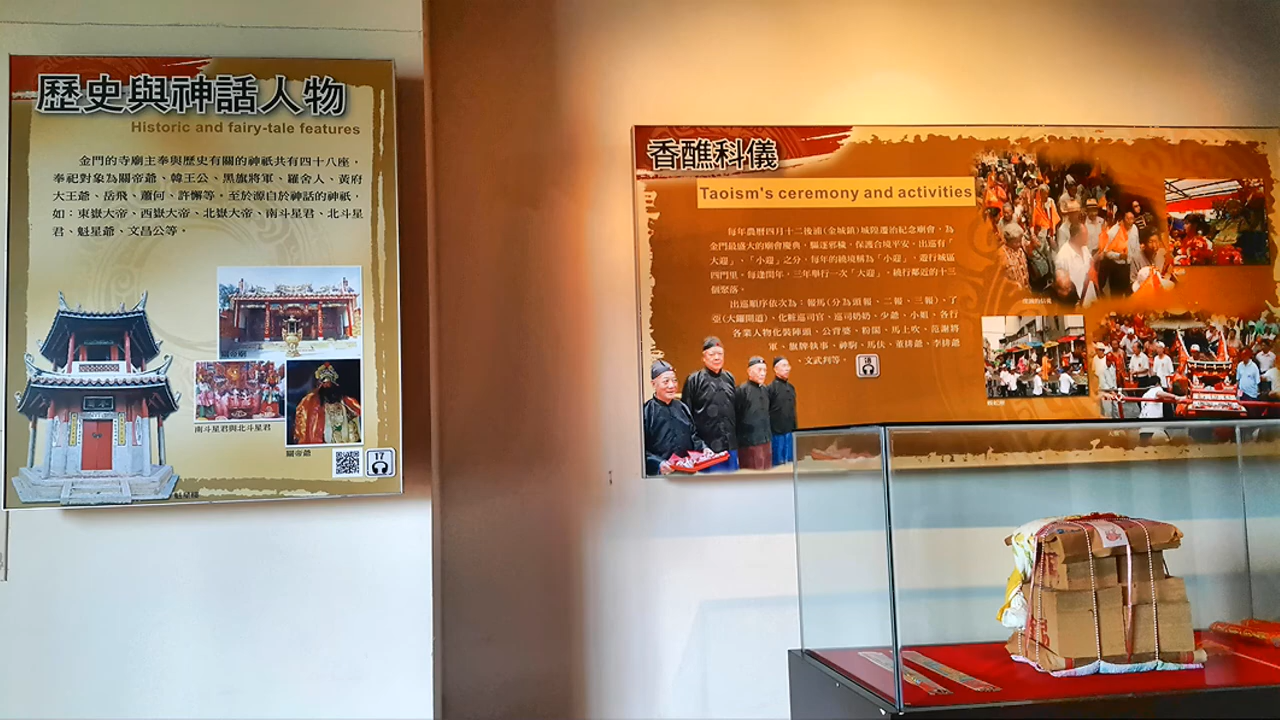 歷史與神話人物
Historic and fairy-tale features
金門的寺廟主奉與歷史有關的神祇共有四十八座，
奉祀對象為關帝爺、韓王公、黑旗將軍、羅舍人、黃府
大王爺、岳飛、蕭何、許懈等。至於源自於神話的神祇，
如：東嶽大帝、西嶽大帝、北嶽大帝、南斗星君、北斗星
君、魁星爺、文昌公等。
關帝廟
南斗星君與北斗星君
關帝爺
魁星樓
17
香醮科儀
Taoism's ceremony and activities
每年農曆四月十二後浦(金城鎮)城隍遷治紀念廟會，為
金門最盛大的廟會慶典，驅逐邪穢，保護合境平安。出巡有「
大迎」、「小迎」之分，每年的繞境稱為「小迎」，遊行城區
四門里，每逢閏年，三年舉行一次「大迎」，繞行鄰近的十三
個聚落。
出巡順序依次為：報馬(分為頭報、二報、三報)、了
亞(大鑼開道)、化粧巡司官、巡司奶奶、少爺、小姐、各行
各業人物化裝陣頭、公背婆、粉閣、馬上吹、范謝將
軍、旗牌執事、神駒、馬伕、董排爺、李排爺
、文武判等。